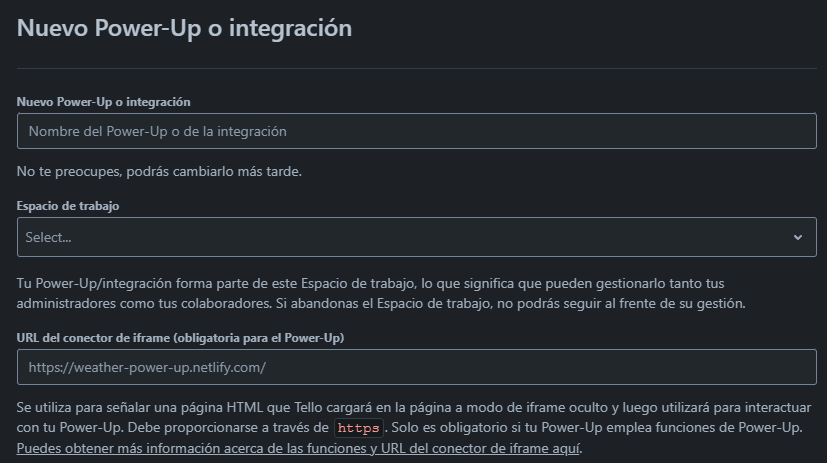 Nuevo Power-Up o integración
Nuevo Power-Up o integración
Nombre del Power-Up o de la integración
No te preocupes, podrás cambiarlo más tarde.
Espacio de trabajo
Select...
Tu Power-Up/integración forma parte de este Espacio de trabajo, lo que significa que pueden gestionarlo tanto tus
administradores como tus colaboradores. Si abandonas el Espacio de trabajo, no podrás seguir al frente de su gestión.
URL del conector de iframe (obligatoria para el Power-Up)
https://weather-power-up.netlify.com/
Se utiliza para señalar una página HTML que Tello cargará en la página a modo de iframe oculto y luego utilizará para interactuar
con tu Power-Up. Debe proporcionarse a través de https. Solo es obligatorio si tu Power-Up emplea funciones de Power-Up.
Puedes obtener más información acerca de las funciones y URL del conector de iframe aquí.